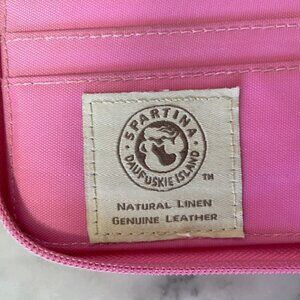 SPARTINA
DAUFUSKIE ISLAND
TM
NATURAL LINEN
GENUINE LEATHER